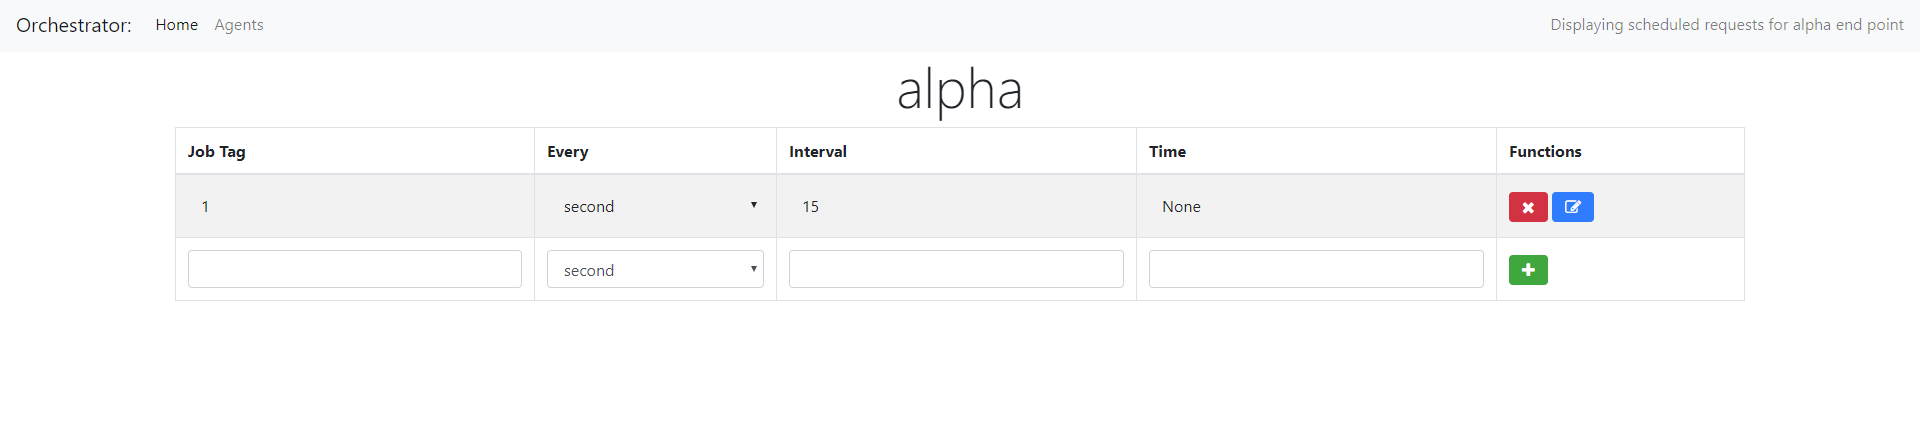 Orchestrator: Home Agents Displaying scheduled requests for alpha end point
alpha
Job Tag Every Interval Time Functions
1 second 15 None
second